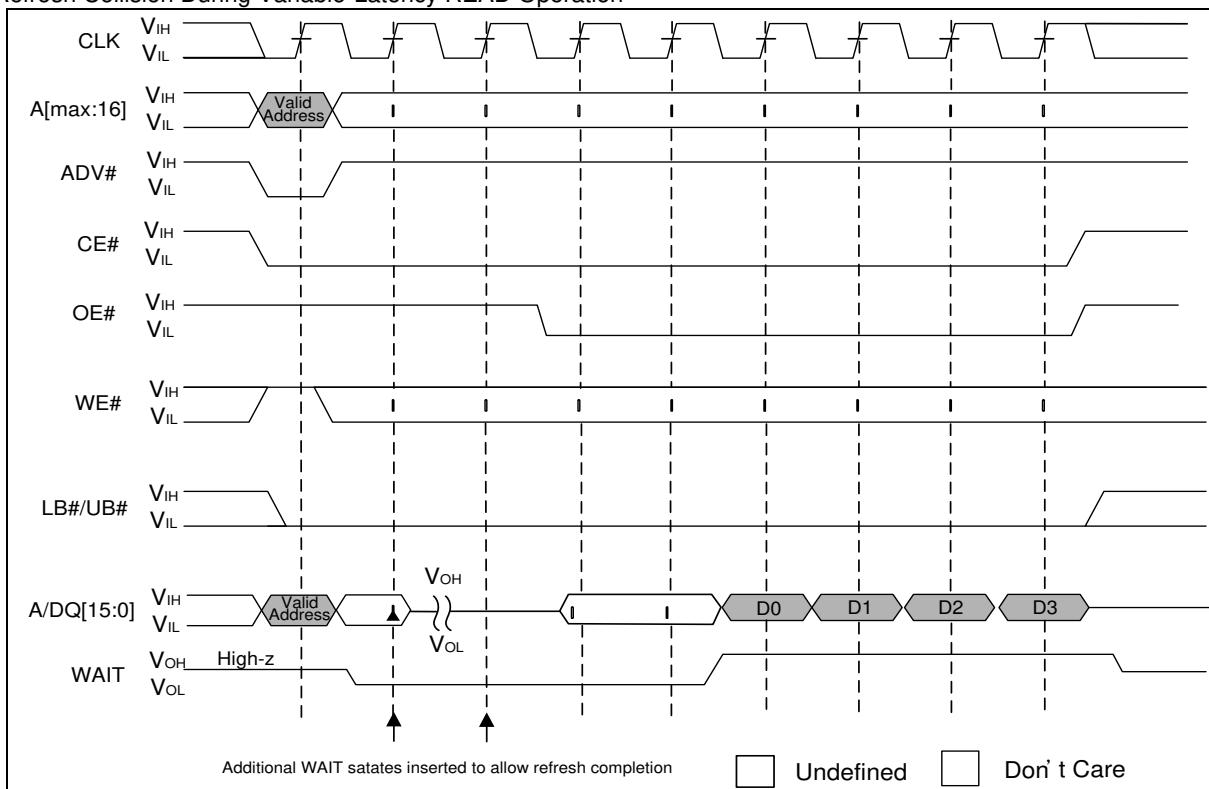 Refresh Collision During Variable-Latency READ Operation
CLK VIH
VIL
A[max:16] VIH Valid Address
VIL
ADV# VIH
VIL
CE# VIH
VIL
OE# VIH
VIL
WE# VIH
VIL
LB#/UB# VIH
VIL
A/DQ[15:0] VIH Valid Address VOH D0 D1 D2 D3
VIL VOL
WAIT VOH High-z
VOL
Additional WAIT satates inserted to allow refresh completion
Undefined Don't Care